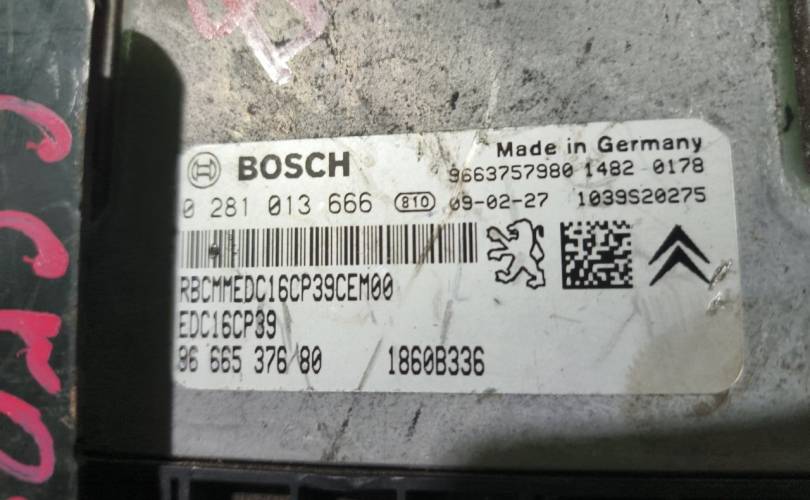 BOSCH
Made in Germany
9663757980 1482 0178
0 281 013 666 810 09-02-27 1039S20275
RBCMMEDC16CP39CEM00
EDC16CP39
96 665 376 80 1860B336